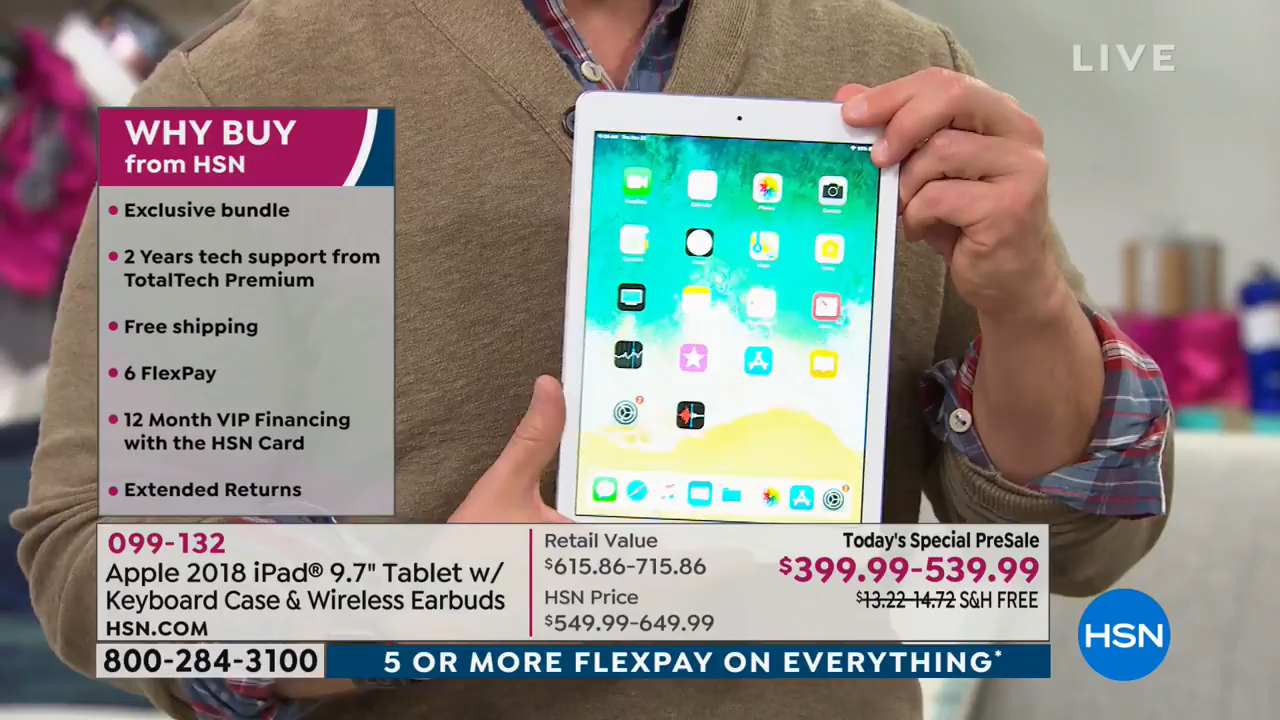 LIVE
WHY BUY
from HSN
• Exclusive bundle
• 2 Years tech support from
TotalTech Premium
• Free shipping
• 6 FlexPay
• 12 Month VIP Financing
with the HSN Card
• Extended Returns
099-132
Apple 2018 iPad® 9.7" Tablet w/
Keyboard Case & Wireless Earbuds
HSN.COM
Retail Value
$615.86-715.86
HSN Price
$549.99-649.99
Today's Special PreSale
$399.99-539.99
$13.22-14.72 S&H FREE
800-284-3100
5 OR MORE FLEXPAY ON EVERYTHING*
HSN